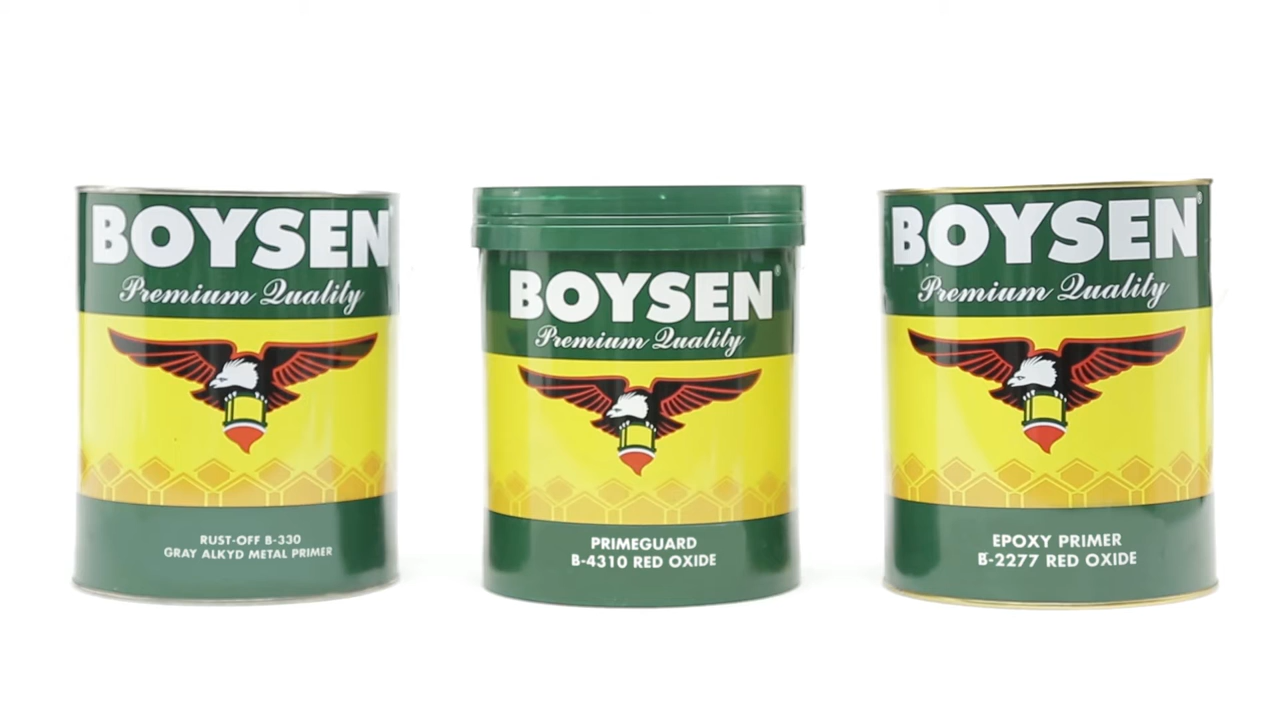 BOYSEN
Premium Quality
RUST-OFF B-330
GRAY ALKYD METAL PRIMER
BOYSEN®
Premium Quality
PRIMEGUARD
B-4310 RED OXIDE
BOYSEN®
Premium Quality
EPOXY PRIMER
B-2277 RED OXIDE